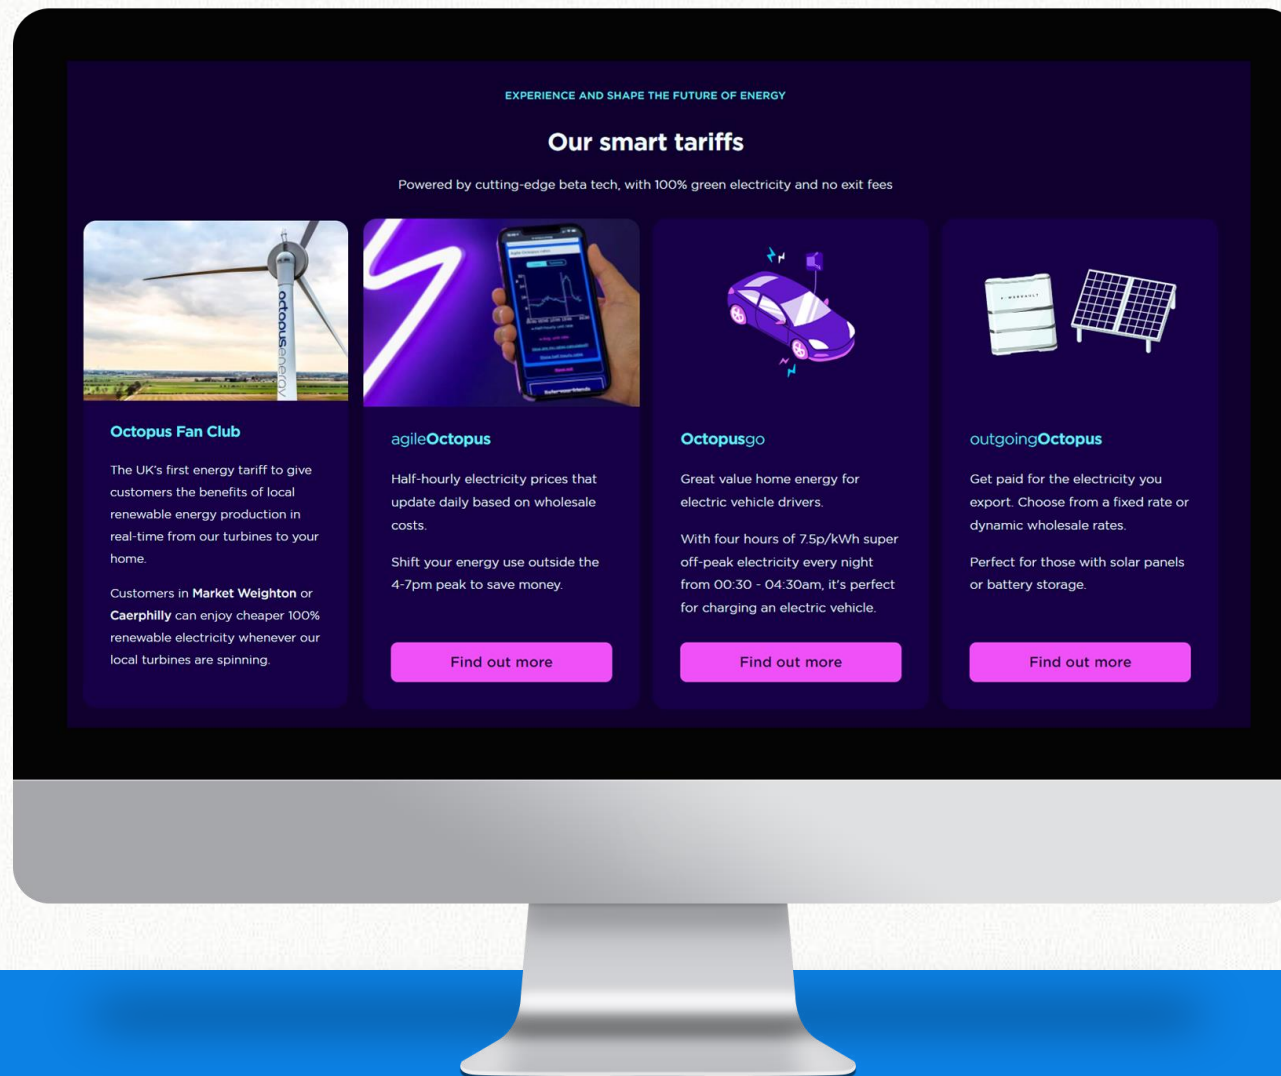 EXPERIENCE AND SHAPE THE FUTURE OF ENERGY
Our smart tariffs
Powered by cutting-edge beta tech, with 100% green electricity and no exit fees
octopusenergy
Octopus Fan Club
The UK's first energy tariff to give
customers the benefits of local
renewable energy production in
real-time from our turbines to your
home.
Customers in Market Weighton or
Caerphilly can enjoy cheaper 100%
renewable electricity whenever our
local turbines are spinning.
agileOctopus
Half-hourly electricity prices that
update daily based on wholesale
costs.
Shift your energy use outside the
4-7pm peak to save money.
Find out more
Octopusgo
Great value home energy for
electric vehicle drivers.
With four hours of 7.5p/kWh super
off-peak electricity every night
from 00:30 - 04:30am, it's perfect
for charging an electric vehicle.
Find out more
POWERVAULT
outgoingOctopus
Get paid for the electricity you
export. Choose from a fixed rate or
dynamic wholesale rates.
Perfect for those with solar panels
or battery storage.
Find out more